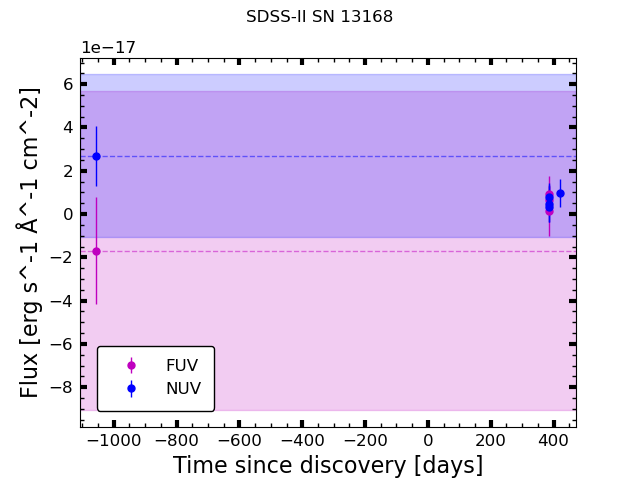 SDSS-II SN 13168
1e−17
6
4
2
0
−2
−4
−6
−8
Flux [erg s^-1 Å^-1 cm^-2]
FUV
NUV
−1000 −800 −600 −400 −200 0 200 400
Time since discovery [days]